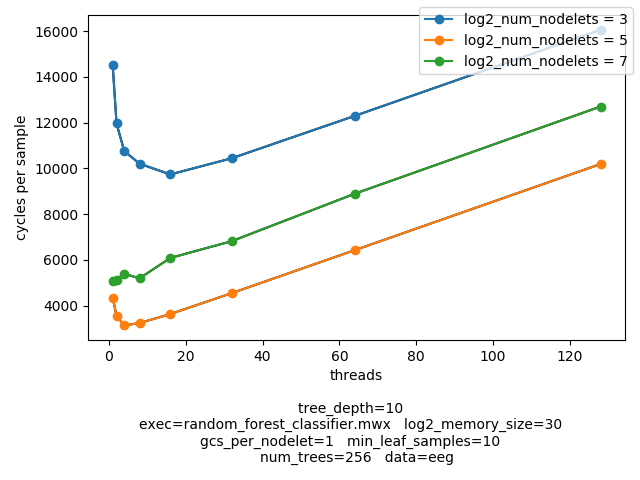 log2_num_nodelets = 3
log2_num_nodelets = 5
log2_num_nodelets = 7
16000
14000
12000
10000
8000
6000
4000
cycles per sample
0 20 40 60 80 100 120
threads
tree_depth=10
exec=random_forest_classifier.mwx log2_memory_size=30
gcs_per_nodelet=1 min_leaf_samples=10
num_trees=256 data=eeg